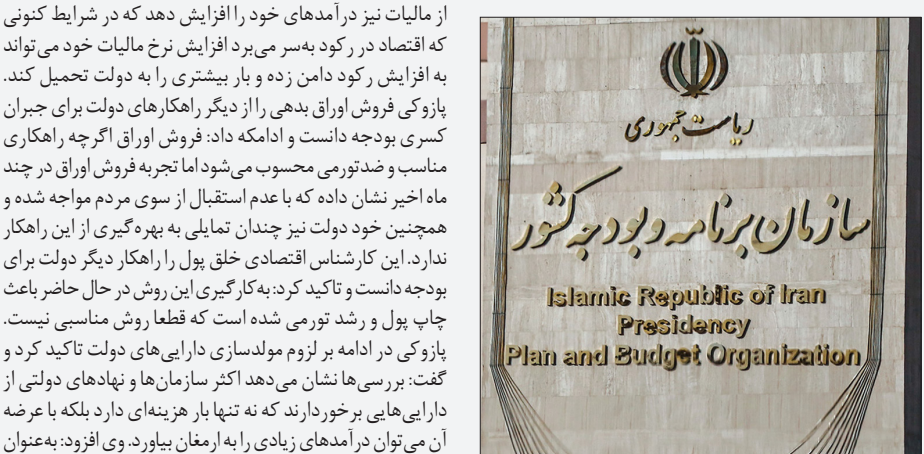 از مالیات نیز درآمدهای خود را افزایش دهد که در شرایط کنونی
که اقتصاد در رکود به‌سر می‌برد افزایش نرخ مالیات خود می‌تواند
به افزایش رکود دامن زده و بار بیشتری را به دولت تحمیل کند.
پازوکی فروش اوراق بدهی را از دیگر راهکارهای دولت برای جبران
کسری بودجه دانست و ادامکه داد: فروش اوراق اگرچه راهکاری
مناسب و ضدتورمی محسوب می‌شود اما تجربه فروش اوراق در چند
ماه اخیر نشان داده که با عدم استقبال از سوی مردم مواجه شده و
همچنین خود دولت نیز چندان تمایلی به بهره‌گیری از این راهکار
ندارد. این کارشناس اقتصادی خلق پول را راهکار دیگر دولت برای
بودجه دانست و تاکید کرد: به‌کارگیری این روش در حال حاضر باعث
چاپ پول و رشد تورمی شده است که قطعا روش مناسبی نیست.
پازوکی در ادامه بر لزوم مولدسازی دارایی‌های دولت تاکید کرد و
گفت: بررسی‌ها نشان می‌دهد اکثر سازمان‌ها و نهادهای دولتی از
دارایی‌هایی برخوردارند که نه تنها بار هزینه‌ای دارد بلکه با عرضه
آن می‌توان درآمدهای زیادی را به ارمغان بیاورد. وی افزود: به‌عنوان
ریاست جمهوری
سازمان برنامه و بودجه کشور
Islamic Republic of Iran
Presidency
Plan and Budget Organization